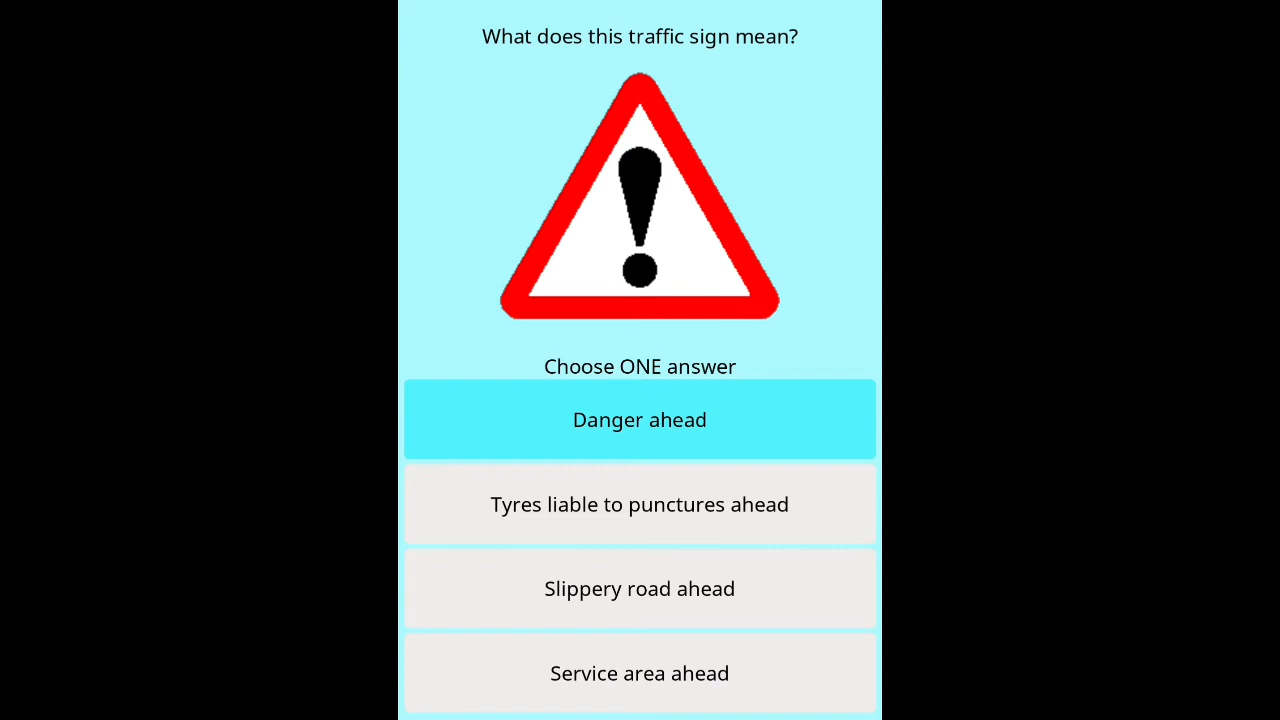 What does this traffic sign mean?
!
Choose ONE answer
Danger ahead
Tyres liable to punctures ahead
Slippery road ahead
Service area ahead